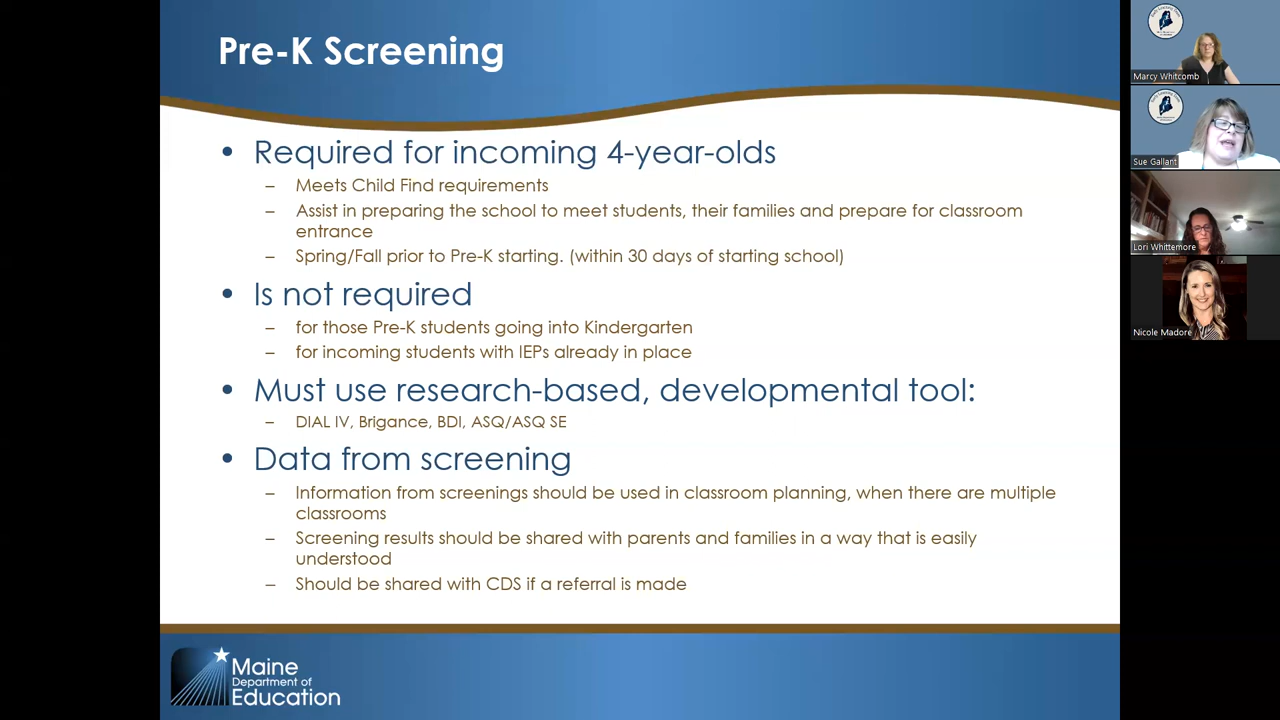 Pre-K Screening
• Required for incoming 4-year-olds
– Meets Child Find requirements
– Assist in preparing the school to meet students, their families and prepare for classroom
entrance
– Spring/Fall prior to Pre-K starting. (within 30 days of starting school)
• Is not required
– for those Pre-K students going into Kindergarten
– for incoming students with IEPs already in place
• Must use research-based, developmental tool:
– DIAL IV, Brigance, BDI, ASQ/ASQ SE
• Data from screening
– Information from screenings should be used in classroom planning, when there are multiple
classrooms
– Screening results should be shared with parents and families in a way that is easily
understood
– Should be shared with CDS if a referral is made
Maine
Department of
Education
Marcy Whitcomb
Sue Gallant
Lori Whittemore
Nicole Madore